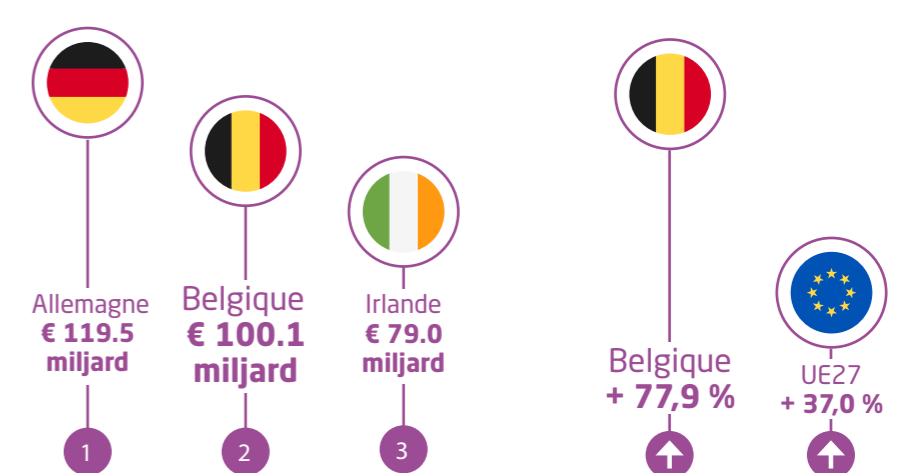 Allemagne
€ 119.5
miljard
1
Belgique
€ 100.1
miljard
2
Irlande
€ 79.0
miljard
3
Belgique
+ 77,9 %
UE27
+ 37,0 %